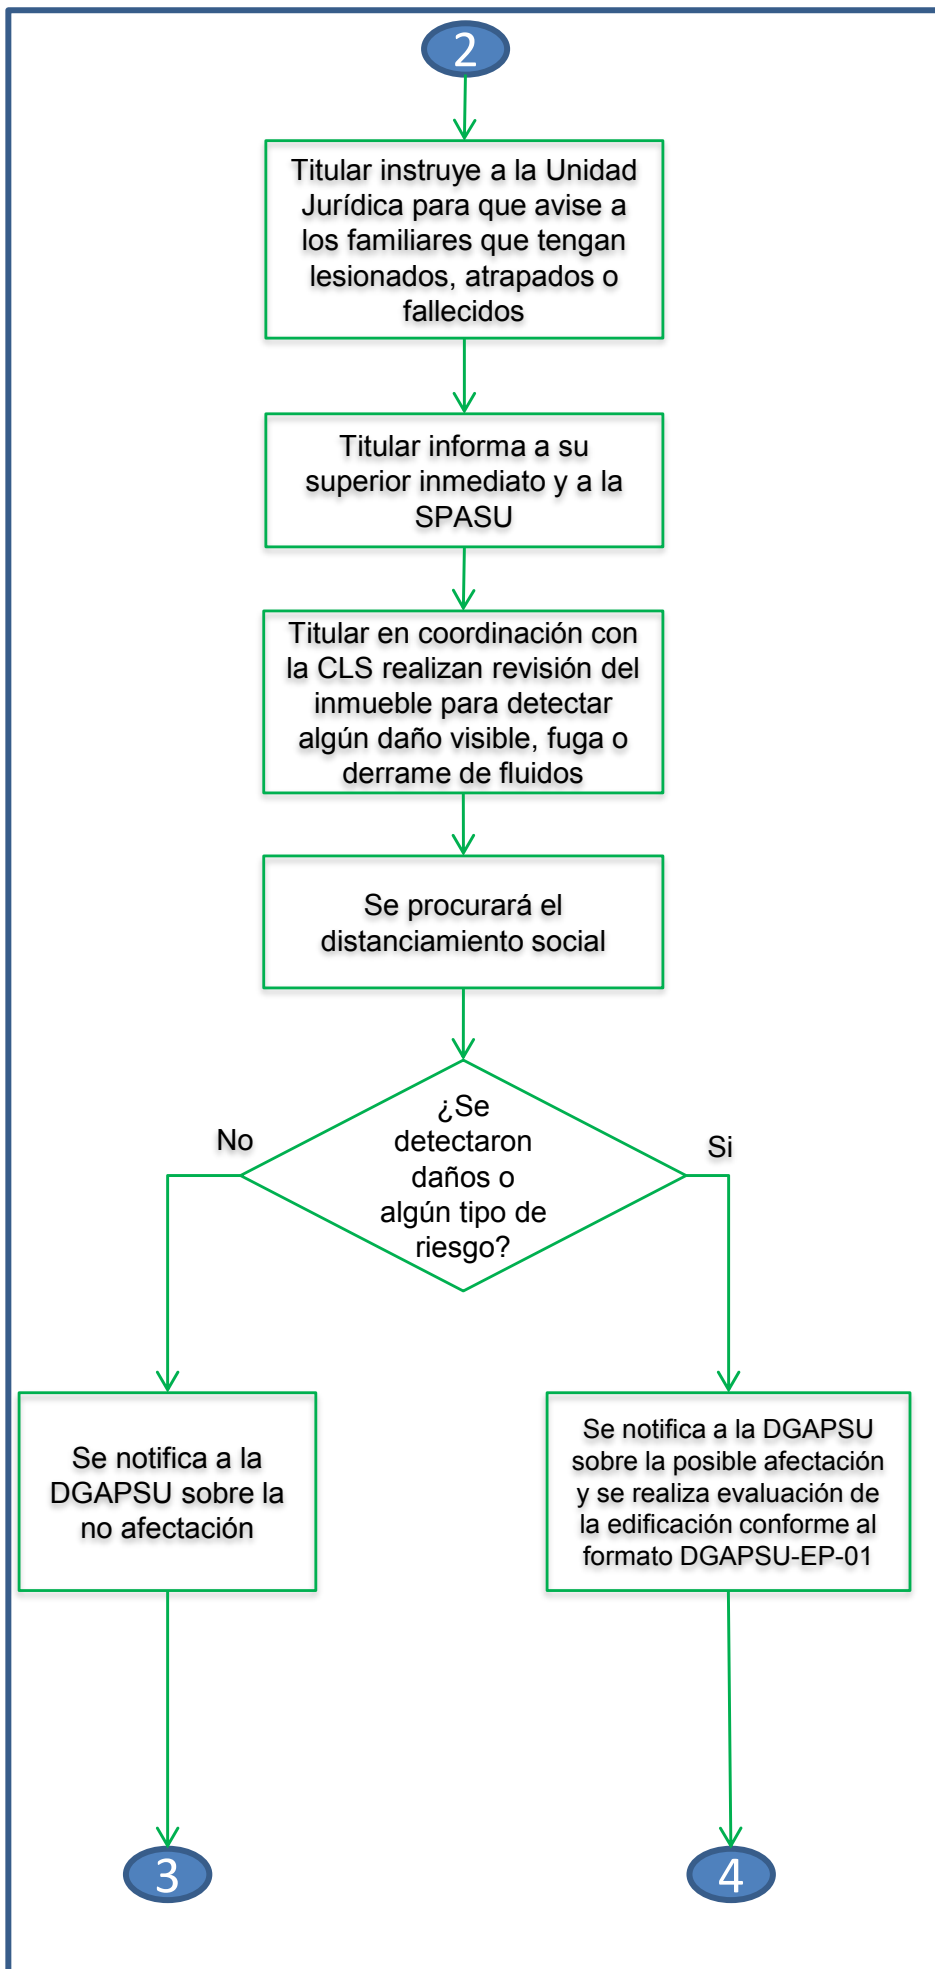 2
Titular instruye a la Unidad
Jurídica para que avise a
los familiares que tengan
lesionados, atrapados o
fallecidos
Titular informa a su
superior inmediato y a la
SPASU
Titular en coordinación con
la CLS realizan revisión del
inmueble para detectar
algún daño visible, fuga o
derrame de fluidos
Se procurará el
distanciamiento social
¿Se
detectaron
daños o
algún tipo de
riesgo?
No
Si
Se notifica a la
DGAPSU sobre la
no afectación
Se notifica a la DGAPSU
sobre la posible afectación
y se realiza evaluación de
la edificación conforme al
formato DGAPSU-EP-01
3
4